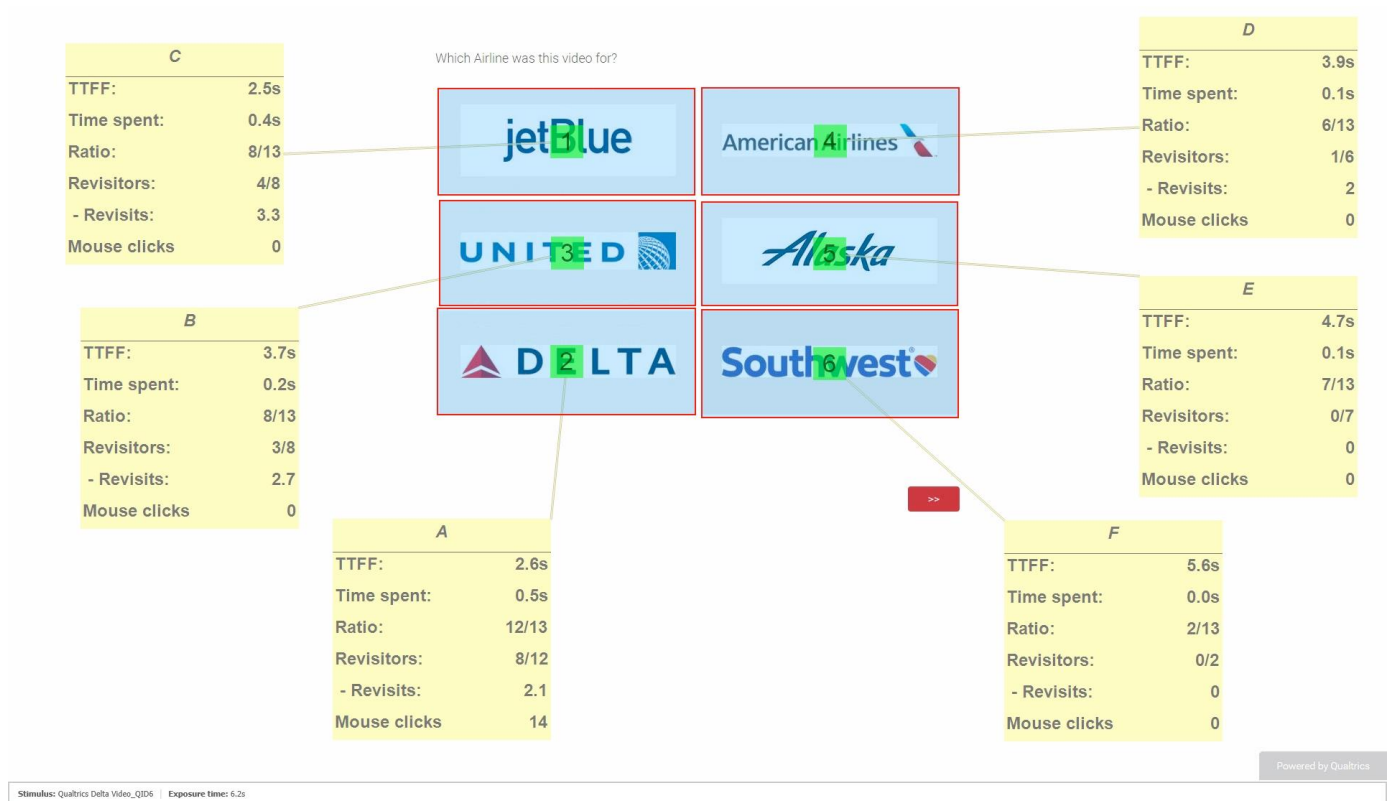 Which Airline was this video for?
C
TTFF: 2.5s
Time spent: 0.4s
Ratio: 8/13
Revisitors: 4/8
- Revisits: 3.3
Mouse clicks 0
D
TTFF: 3.9s
Time spent: 0.1s
Ratio: 6/13
Revisitors: 1/6
- Revisits: 2
Mouse clicks 0
jetBlue
1
American Airlines
4
UNITED
3
Alaska
5
DELTA
2
Southwest
6
B
TTFF: 3.7s
Time spent: 0.2s
Ratio: 8/13
Revisitors: 3/8
- Revisits: 2.7
Mouse clicks 0
E
TTFF: 4.7s
Time spent: 0.1s
Ratio: 7/13
Revisitors: 0/7
- Revisits: 0
Mouse clicks 0
>>
A
TTFF: 2.6s
Time spent: 0.5s
Ratio: 12/13
Revisitors: 8/12
- Revisits: 2.1
Mouse clicks 14
F
TTFF: 5.6s
Time spent: 0.0s
Ratio: 2/13
Revisitors: 0/2
- Revisits: 0
Mouse clicks 0
Powered by Qualtrics
Stimulus: Qualtrics Delta Video_QID6 | Exposure time: 6.2s